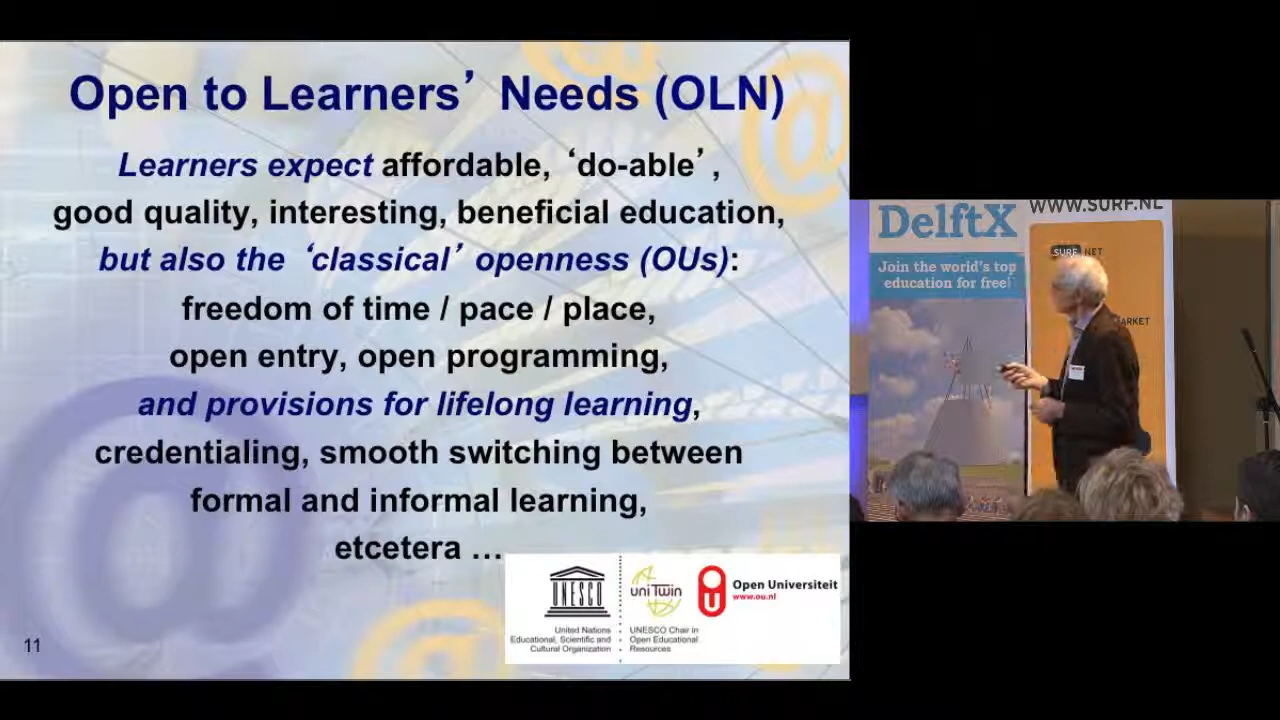 Open to Learners’ Needs (OLN)
Learners expect affordable, ‘do-able’,
good quality, interesting, beneficial education,
but also the ‘classical’ openness (OUs):
freedom of time / pace / place,
open entry, open programming,
and provisions for lifelong learning,
credentialing, smooth switching between
formal and informal learning,
etcetera …
UNESCO
United Nations
Educational, Scientific and
Cultural Organization
uniTwin
UNESCO Chair in
Open Educational
Resources
Open Universiteit
www.ou.nl
11
DelftX
Join the world's top
education for free!
WWW.SURF.NL
SURF NET
MARKET